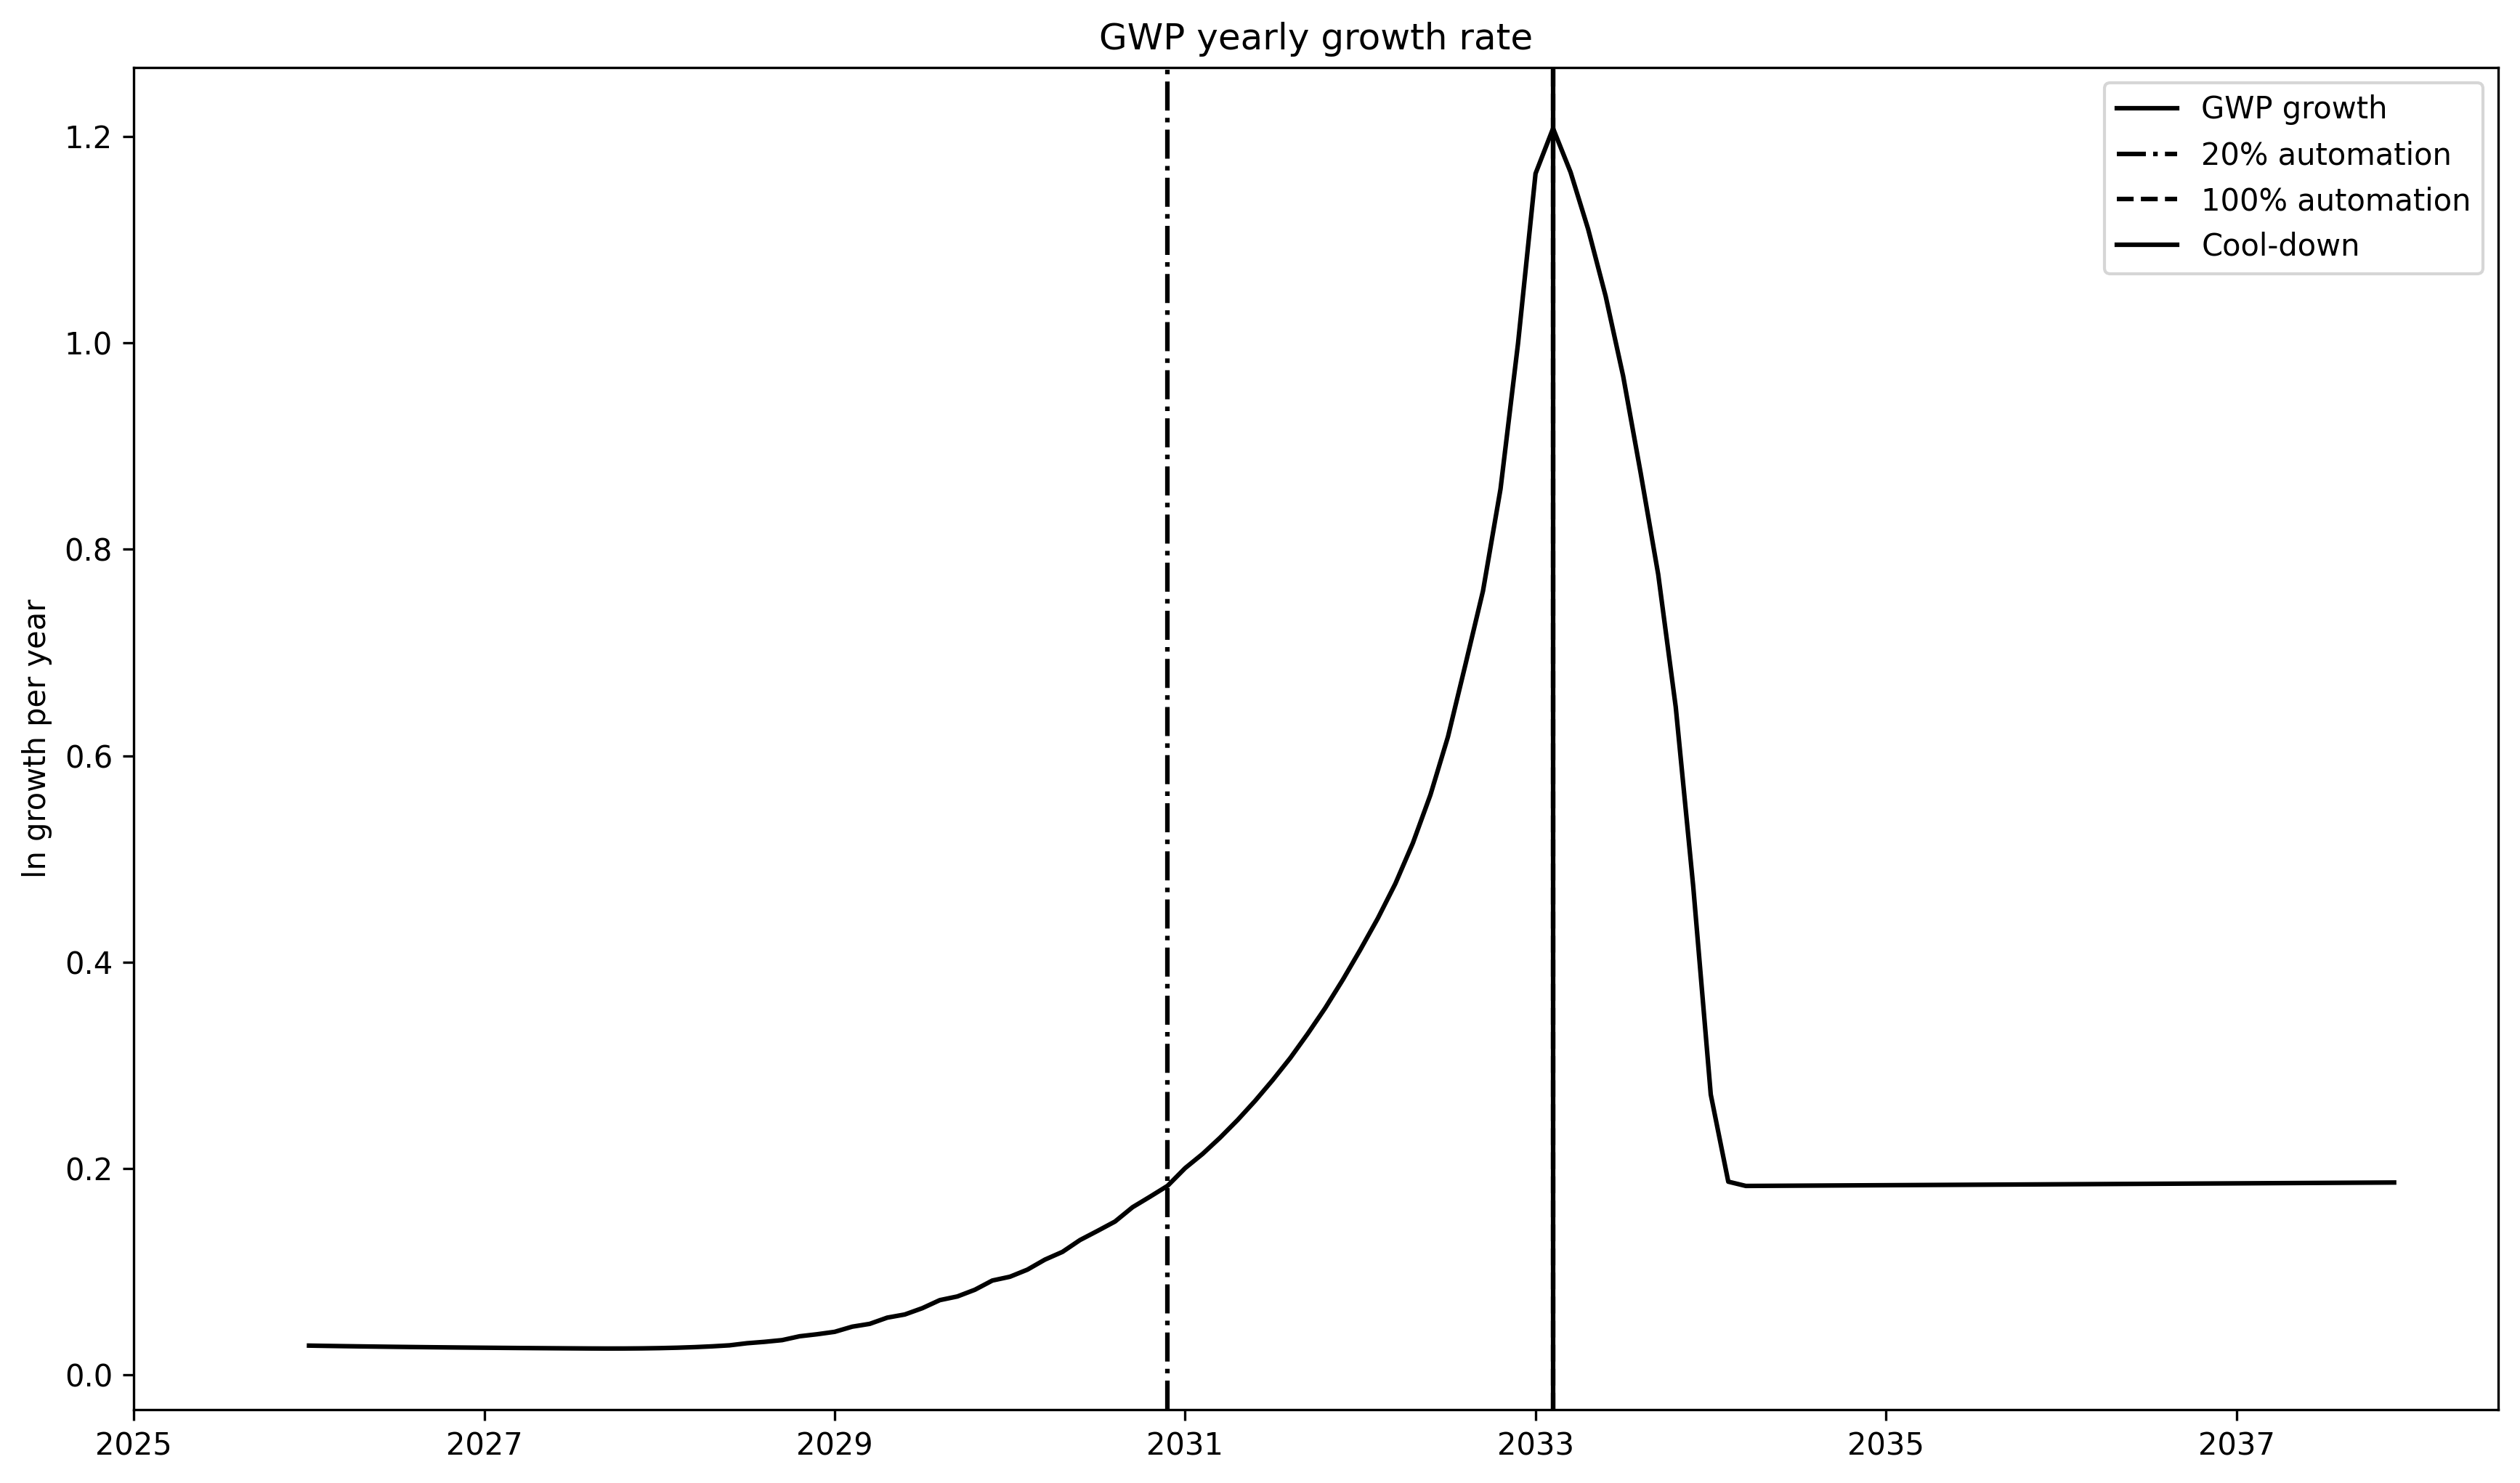 GWP yearly growth rate
ln growth per year
1.2
1.0
0.8
0.6
0.4
0.2
0.0
GWP growth
20% automation
100% automation
Cool-down
2025 2027 2029 2031 2033 2035 2037